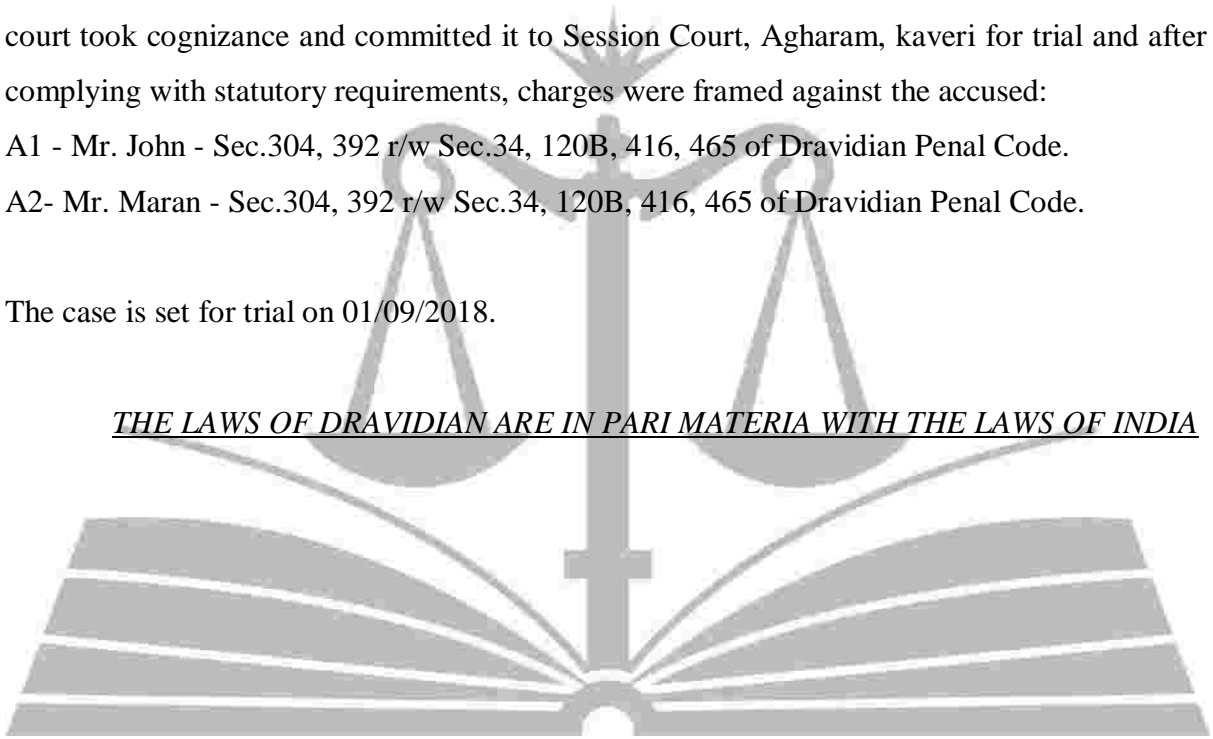 court took cognizance and committed it to Session Court, Agharam, kaveri for trial and after
complying with statutory requirements, charges were framed against the accused:
A1 - Mr. John - Sec.304, 392 r/w Sec.34, 120B, 416, 465 of Dravidian Penal Code.
A2- Mr. Maran - Sec.304, 392 r/w Sec.34, 120B, 416, 465 of Dravidian Penal Code.
The case is set for trial on 01/09/2018.
THE LAWS OF DRAVIDIAN ARE IN PARI MATERIA WITH THE LAWS OF INDIA